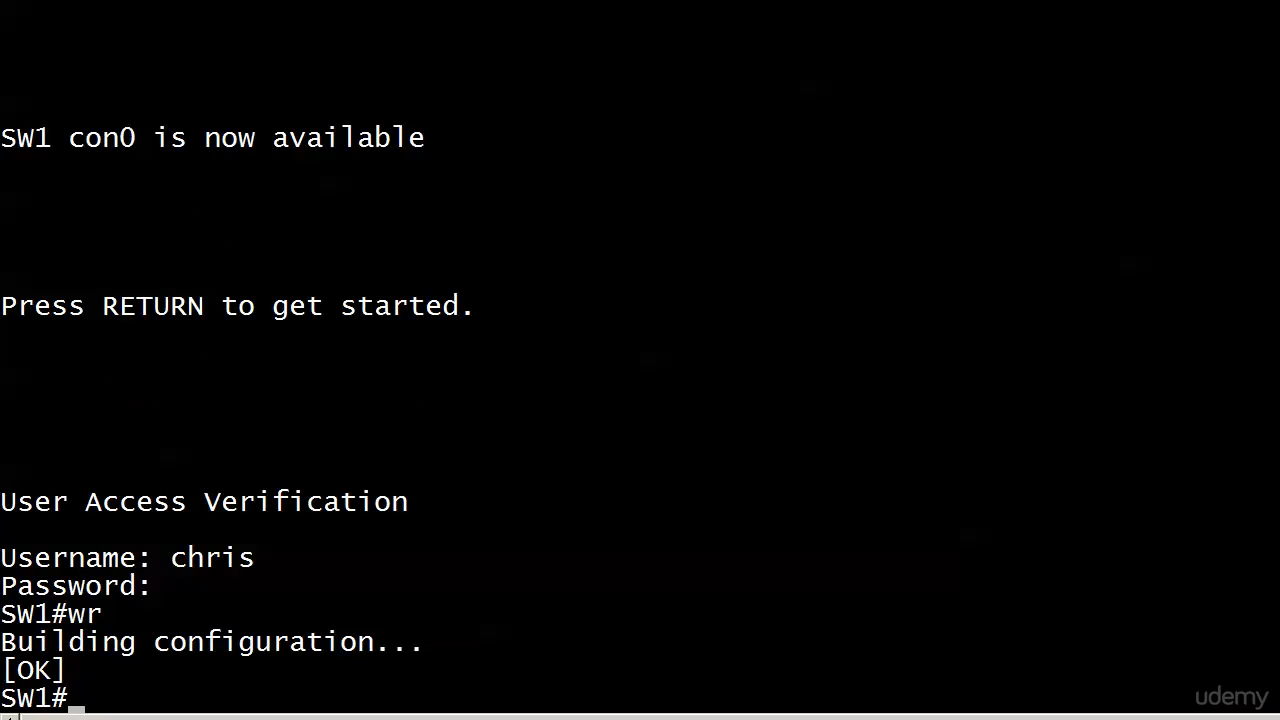 SW1 con0 is now available
Press RETURN to get started.
User Access Verification
Username: chris
Password:
SW1#wr
Building configuration...
[OK]
SW1#
udemy